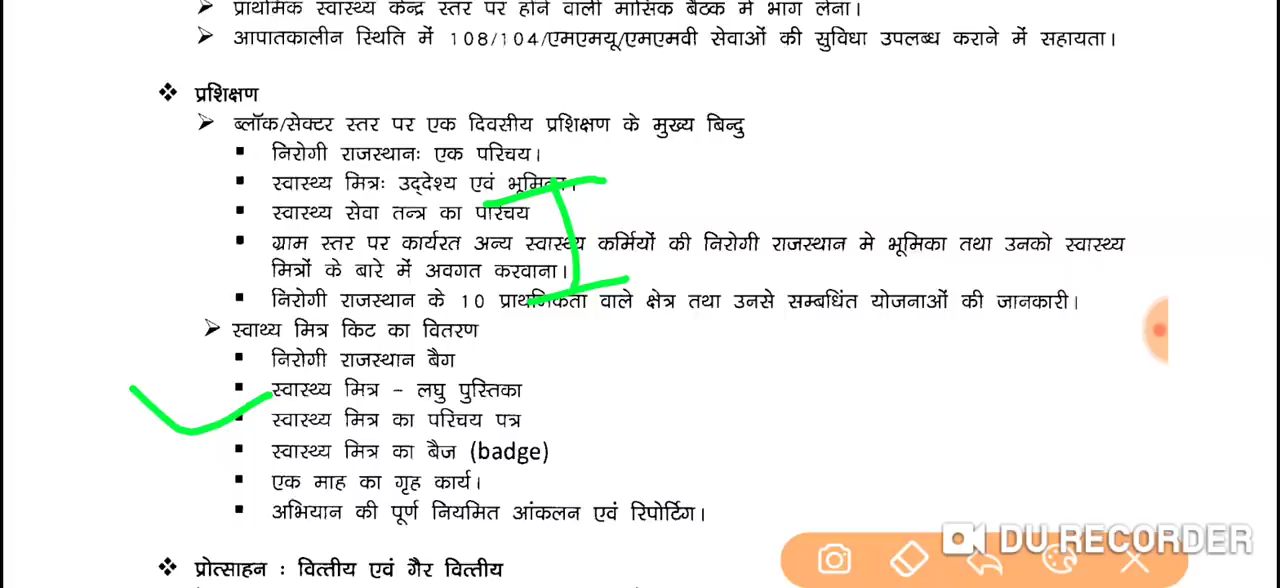 प्राथमिक स्वास्थ्य केन्द्र स्तर पर होने वाली मासिक बैठक में भाग लेना।
➢ आपातकालीन स्थिति में 108/104/एमएमयू/एमएमवी सेवाओं की सुविधा उपलब्ध कराने में सहायता।
❖ प्रशिक्षण
➢ ब्लॉक/सेक्टर स्तर पर एक दिवसीय प्रशिक्षण के मुख्य बिन्दु
▪ निरोगी राजस्थानः एक परिचय।
▪ स्वास्थ्य मित्रः उद्देश्य एवं भूमिका।
▪ स्वास्थ्य सेवा तन्त्र का परिचय
▪ ग्राम स्तर पर कार्यरत अन्य स्वास्थ्य कर्मियों की निरोगी राजस्थान मे भूमिका तथा उनको स्वास्थ्य
मित्रों के बारे में अवगत करवाना।
▪ निरोगी राजस्थान के 10 प्राथमिकता वाले क्षेत्र तथा उनसे सम्बधिंत योजनाओं की जानकारी।
➢ स्वाथ्य मित्र किट का वितरण
▪ निरोगी राजस्थान बैग
▪ स्वास्थ्य मित्र – लघु पुस्तिका
▪ स्वास्थ्य मित्र का परिचय पत्र
▪ स्वास्थ्य मित्र का बैज (badge)
▪ एक माह का गृह कार्य।
▪ अभियान की पूर्ण नियमित आंकलन एवं रिपोर्टिग।
DU RECORDER
❖ प्रोत्साहन : वित्तीय एवं गैर वित्तीय